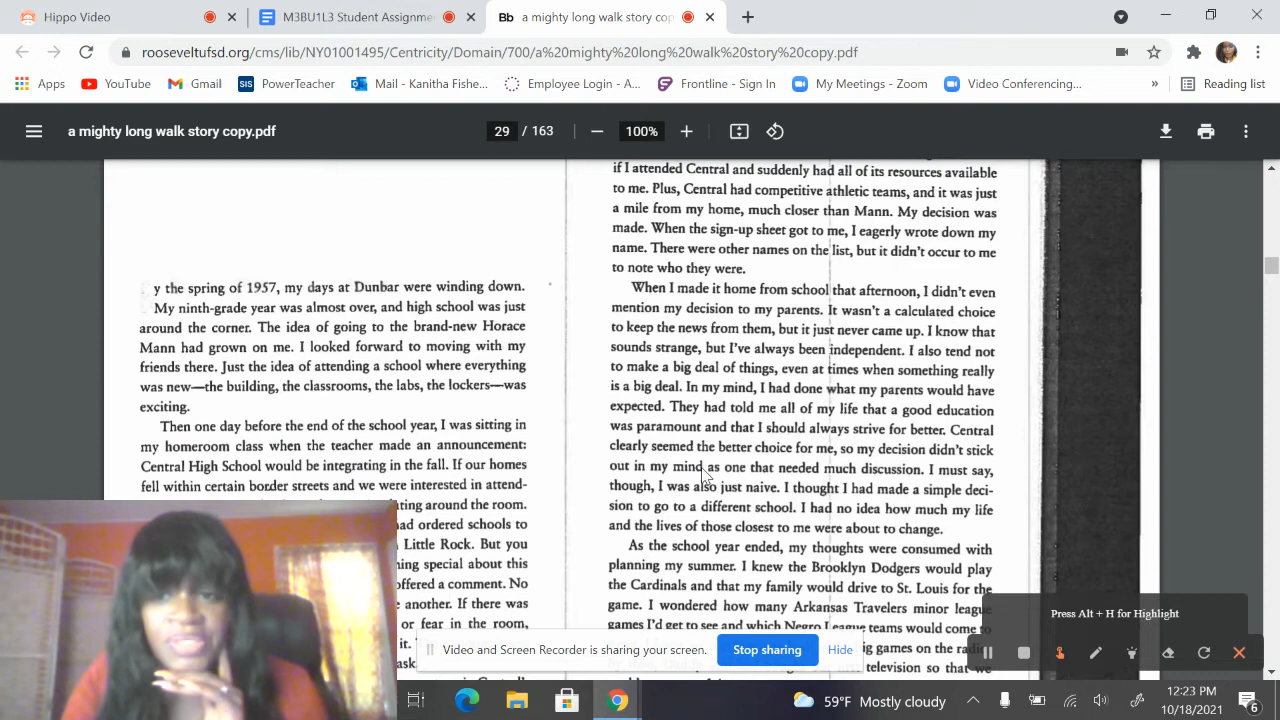 Hippo Video
M3BU1L3 Student Assignme
Bb a mighty long walk story cop
rooseveltufsd.org/cms/lib/NY01001495/Centricity/Domain/700/a%20mighty%20long%20walk%20story%20copy.pdf
Apps YouTube Gmail SIS PowerTeacher Mail - Kanitha Fishe... Employee Login - A... Frontline - Sign In My Meetings - Zoom Video Conferencing... » Reading list
a mighty long walk story copy.pdf 29 / 163 100%
y the spring of 1957, my days at Dunbar were winding down.
My ninth-grade year was almost over, and high school was just
around the corner. The idea of going to the brand-new Horace
Mann had grown on me. I looked forward to moving with my
friends there. Just the idea of attending a school where everything
was new—the building, the classrooms, the labs, the lockers—was
exciting.
Then one day before the end of the school year, I was sitting in
my homeroom class when the teacher made an announcement:
Central High School would be integrating in the fall. If our homes
fell within certain border streets and we were interested in attend-
ting around the room.
ad ordered schools to
Little Rock. But you
ing special about this
offered a comment. No
another. If there was
or fear in the room,
it.
ask
if I attended Central and suddenly had all of its resources available
to me. Plus, Central had competitive athletic teams, and it was just
a mile from my home, much closer than Mann. My decision was
made. When the sign-up sheet got to me, I eagerly wrote down my
name. There were other names on the list, but it didn't occur to me
to note who they were.
When I made it home from school that afternoon, I didn't even
mention my decision to my parents. It wasn't a calculated choice
to keep the news from them, but it just never came up. I know that
sounds strange, but I've always been independent. I also tend not
to make a big deal of things, even at times when something really
is a big deal. In my mind, I had done what my parents would have
expected. They had told me all of my life that a good education
was paramount and that I should always strive for better. Central
clearly seemed the better choice for me, so my decision didn't stick
out in my mind as one that needed much discussion. I must say,
though, I was also just naive. I thought I had made a simple deci-
sion to go to a different school. I had no idea how much my life
and the lives of those closest to me were about to change.
As the school year ended, my thoughts were consumed with
planning my summer. I knew the Brooklyn Dodgers would play
the Cardinals and that my family would drive to St. Louis for the
game. I wondered how many Arkansas Travelers minor league
games I'd get to see and which Negro League teams would come to
ig games on the radio
television so that we
Press Alt + H for Highlight
Video and Screen Recorder is sharing your screen. Stop sharing Hide
59°F Mostly cloudy
12:23 PM
10/18/2021
6